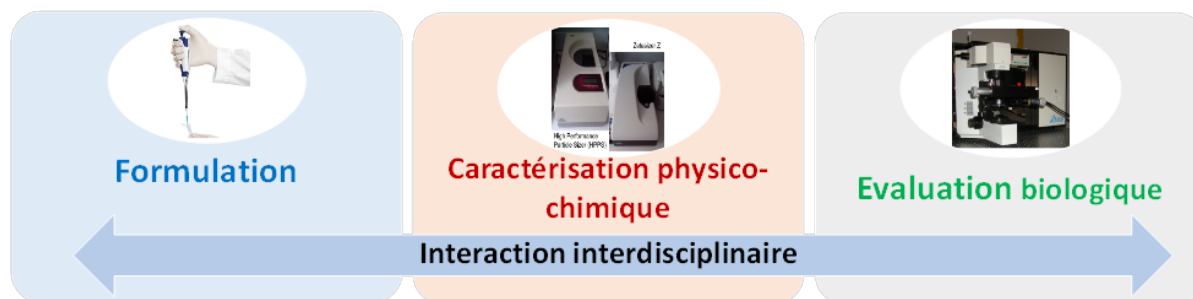 Zetasizer Z
High Performance
Particle Sizer (HPPS)
Formulation
Caractérisation physico-
chimique
Evaluation biologique
Interaction interdisciplinaire